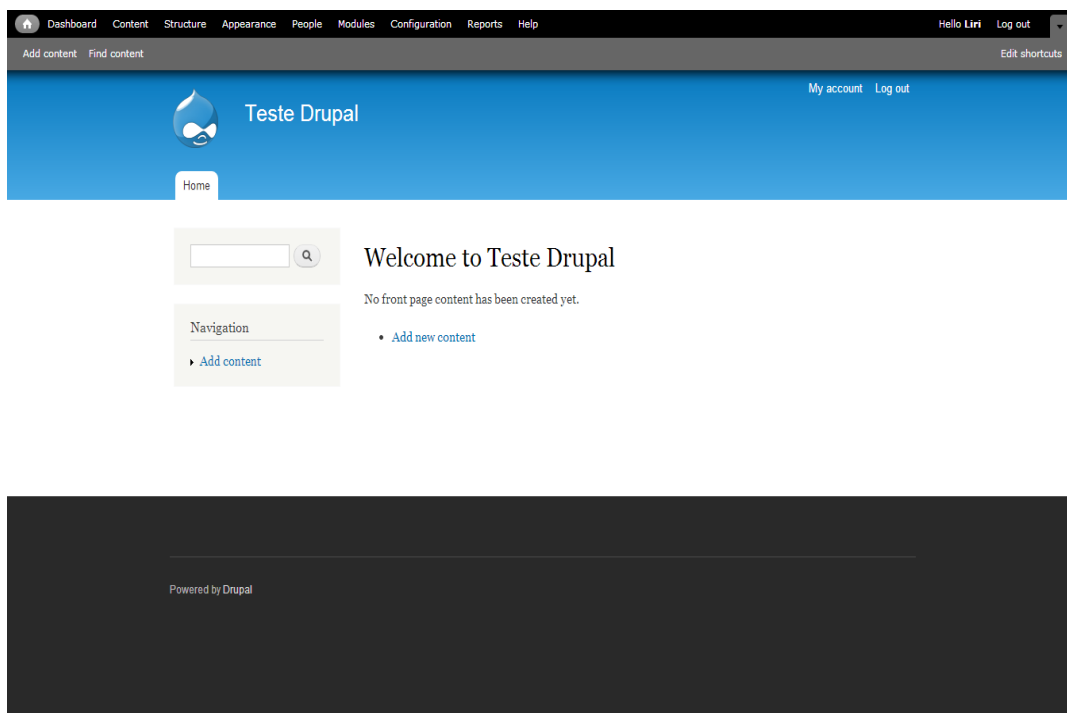 Dashboard Content Structure Appearance People Modules Configuration Reports Help Hello Liri Log out
Add content Find content Edit shortcuts
My account Log out
Teste Drupal
Home
Welcome to Teste Drupal
No front page content has been created yet.
Add new content
Navigation
Add content
Powered by Drupal